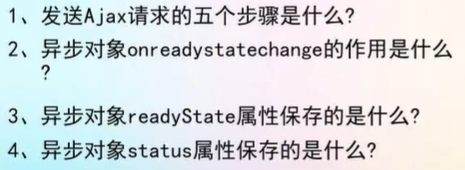 1、发送Ajax请求的五个步骤是什么?
2、异步对象onreadystatechange的作用是什么
?
3、异步对象readyState属性保存的是什么?
4、异步对象status属性保存的是什么?